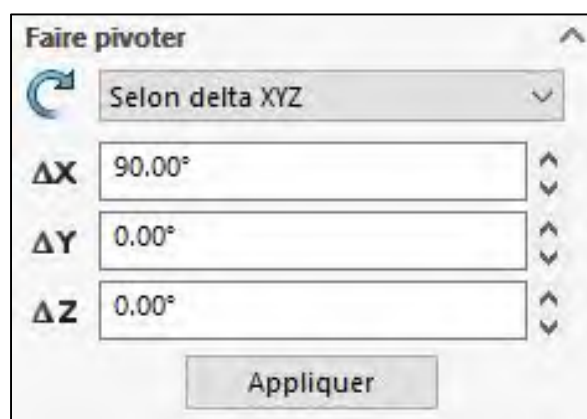 Faire pivoter
Selon delta XYZ
ΔX 90.00°
ΔY 0.00°
ΔZ 0.00°
Appliquer